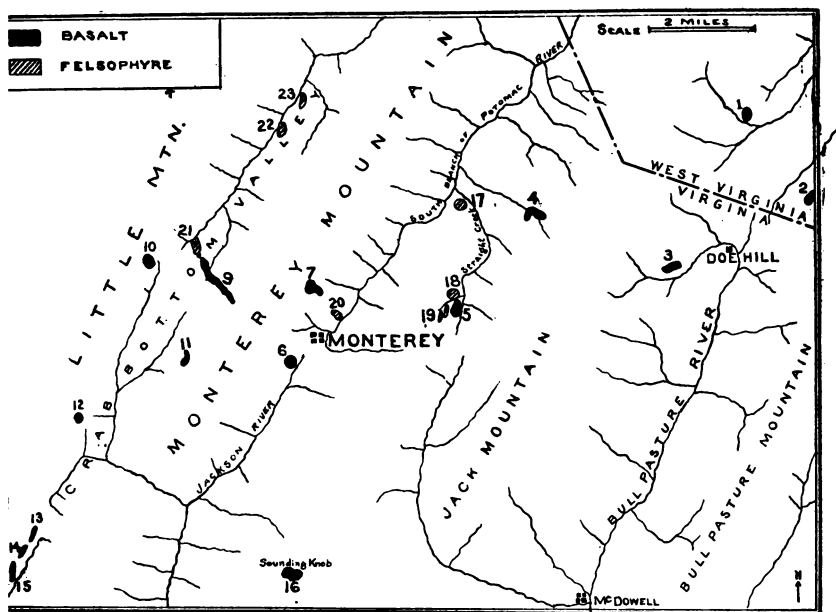 BASALT
FELSOPHYRE
SCALE 2 MILES
LITTLE MTN.
CRABBOTTOM VALLEY
MONTEREY MOUNTAIN
SOUTH BRANCH OF POTOMAC RIVER
Straight Creek
WEST VIRGINIA
VIRGINIA
1
2
3
4
5
6
7
9
10
11
12
13
14
15
16
17
18
19
20
21
22
23
DOE HILL
MONTEREY
JACKSON RIVER
JACK MOUNTAIN
BULL PASTURE RIVER
BULL PASTURE MOUNTAIN
Sounding Knob
McDOWELL
N